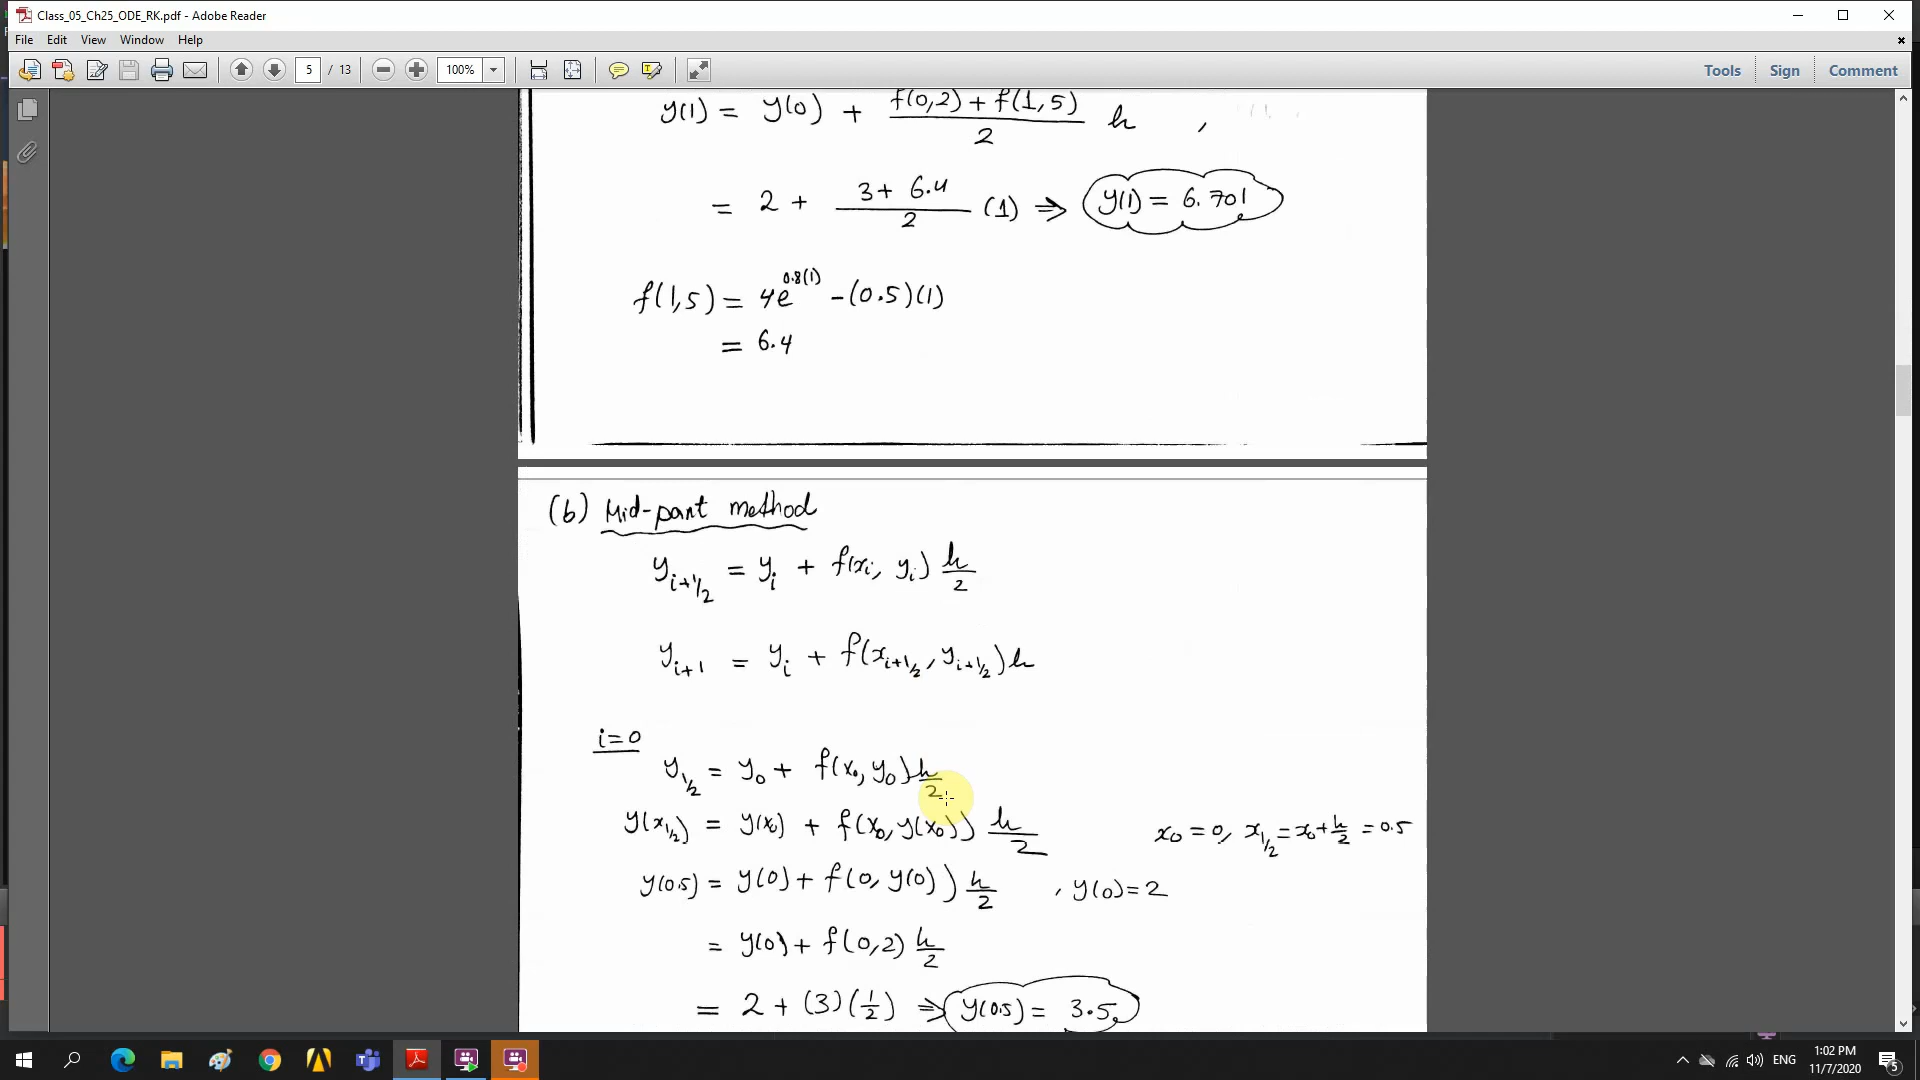 Class_05_Ch25_ODE_RK.pdf - Adobe Reader
File Edit View Window Help
5 / 13 100% Tools Sign Comment
y(1) = y(0) + f(0,2) + f(1,5) / 2 h ,
= 2 + 3 + 6.4 / 2 (1) ⇒ y(1) = 6.701
f(1,5) = 4e^0.8(1) - (0.5)(1)
= 6.4
(b) Mid-point method
y_i+1/2 = y_i + f(x_i, y_i) h/2
y_i+1 = y_i + f(x_i+1/2, y_i+1/2) h
i=0
y_1/2 = y_0 + f(x_0, y_0) h/2
y(x_1/2) = y(x_0) + f(x_0, y(x_0)) h/2 x_0 = 0, x_1/2 = x_0 + h/2 = 0.5
y(0.5) = y(0) + f(0, y(0)) h/2 , y(0) = 2
= y(0) + f(0,2) h/2
= 2 + (3)(1/2) ⇒ y(0.5) = 3.5
ENG
1:02 PM
11/7/2020
5